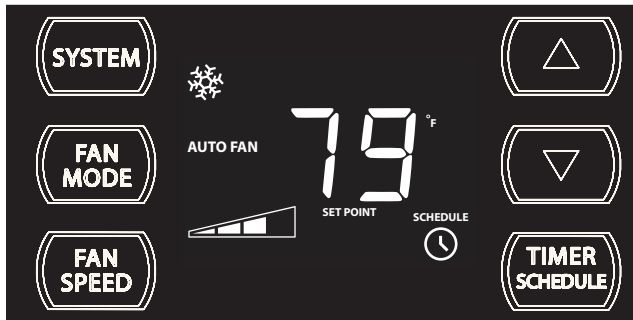 SYSTEM
FAN
MODE
FAN
SPEED
AUTO FAN
79 °F
SET POINT
SCHEDULE
TIMER
SCHEDULE